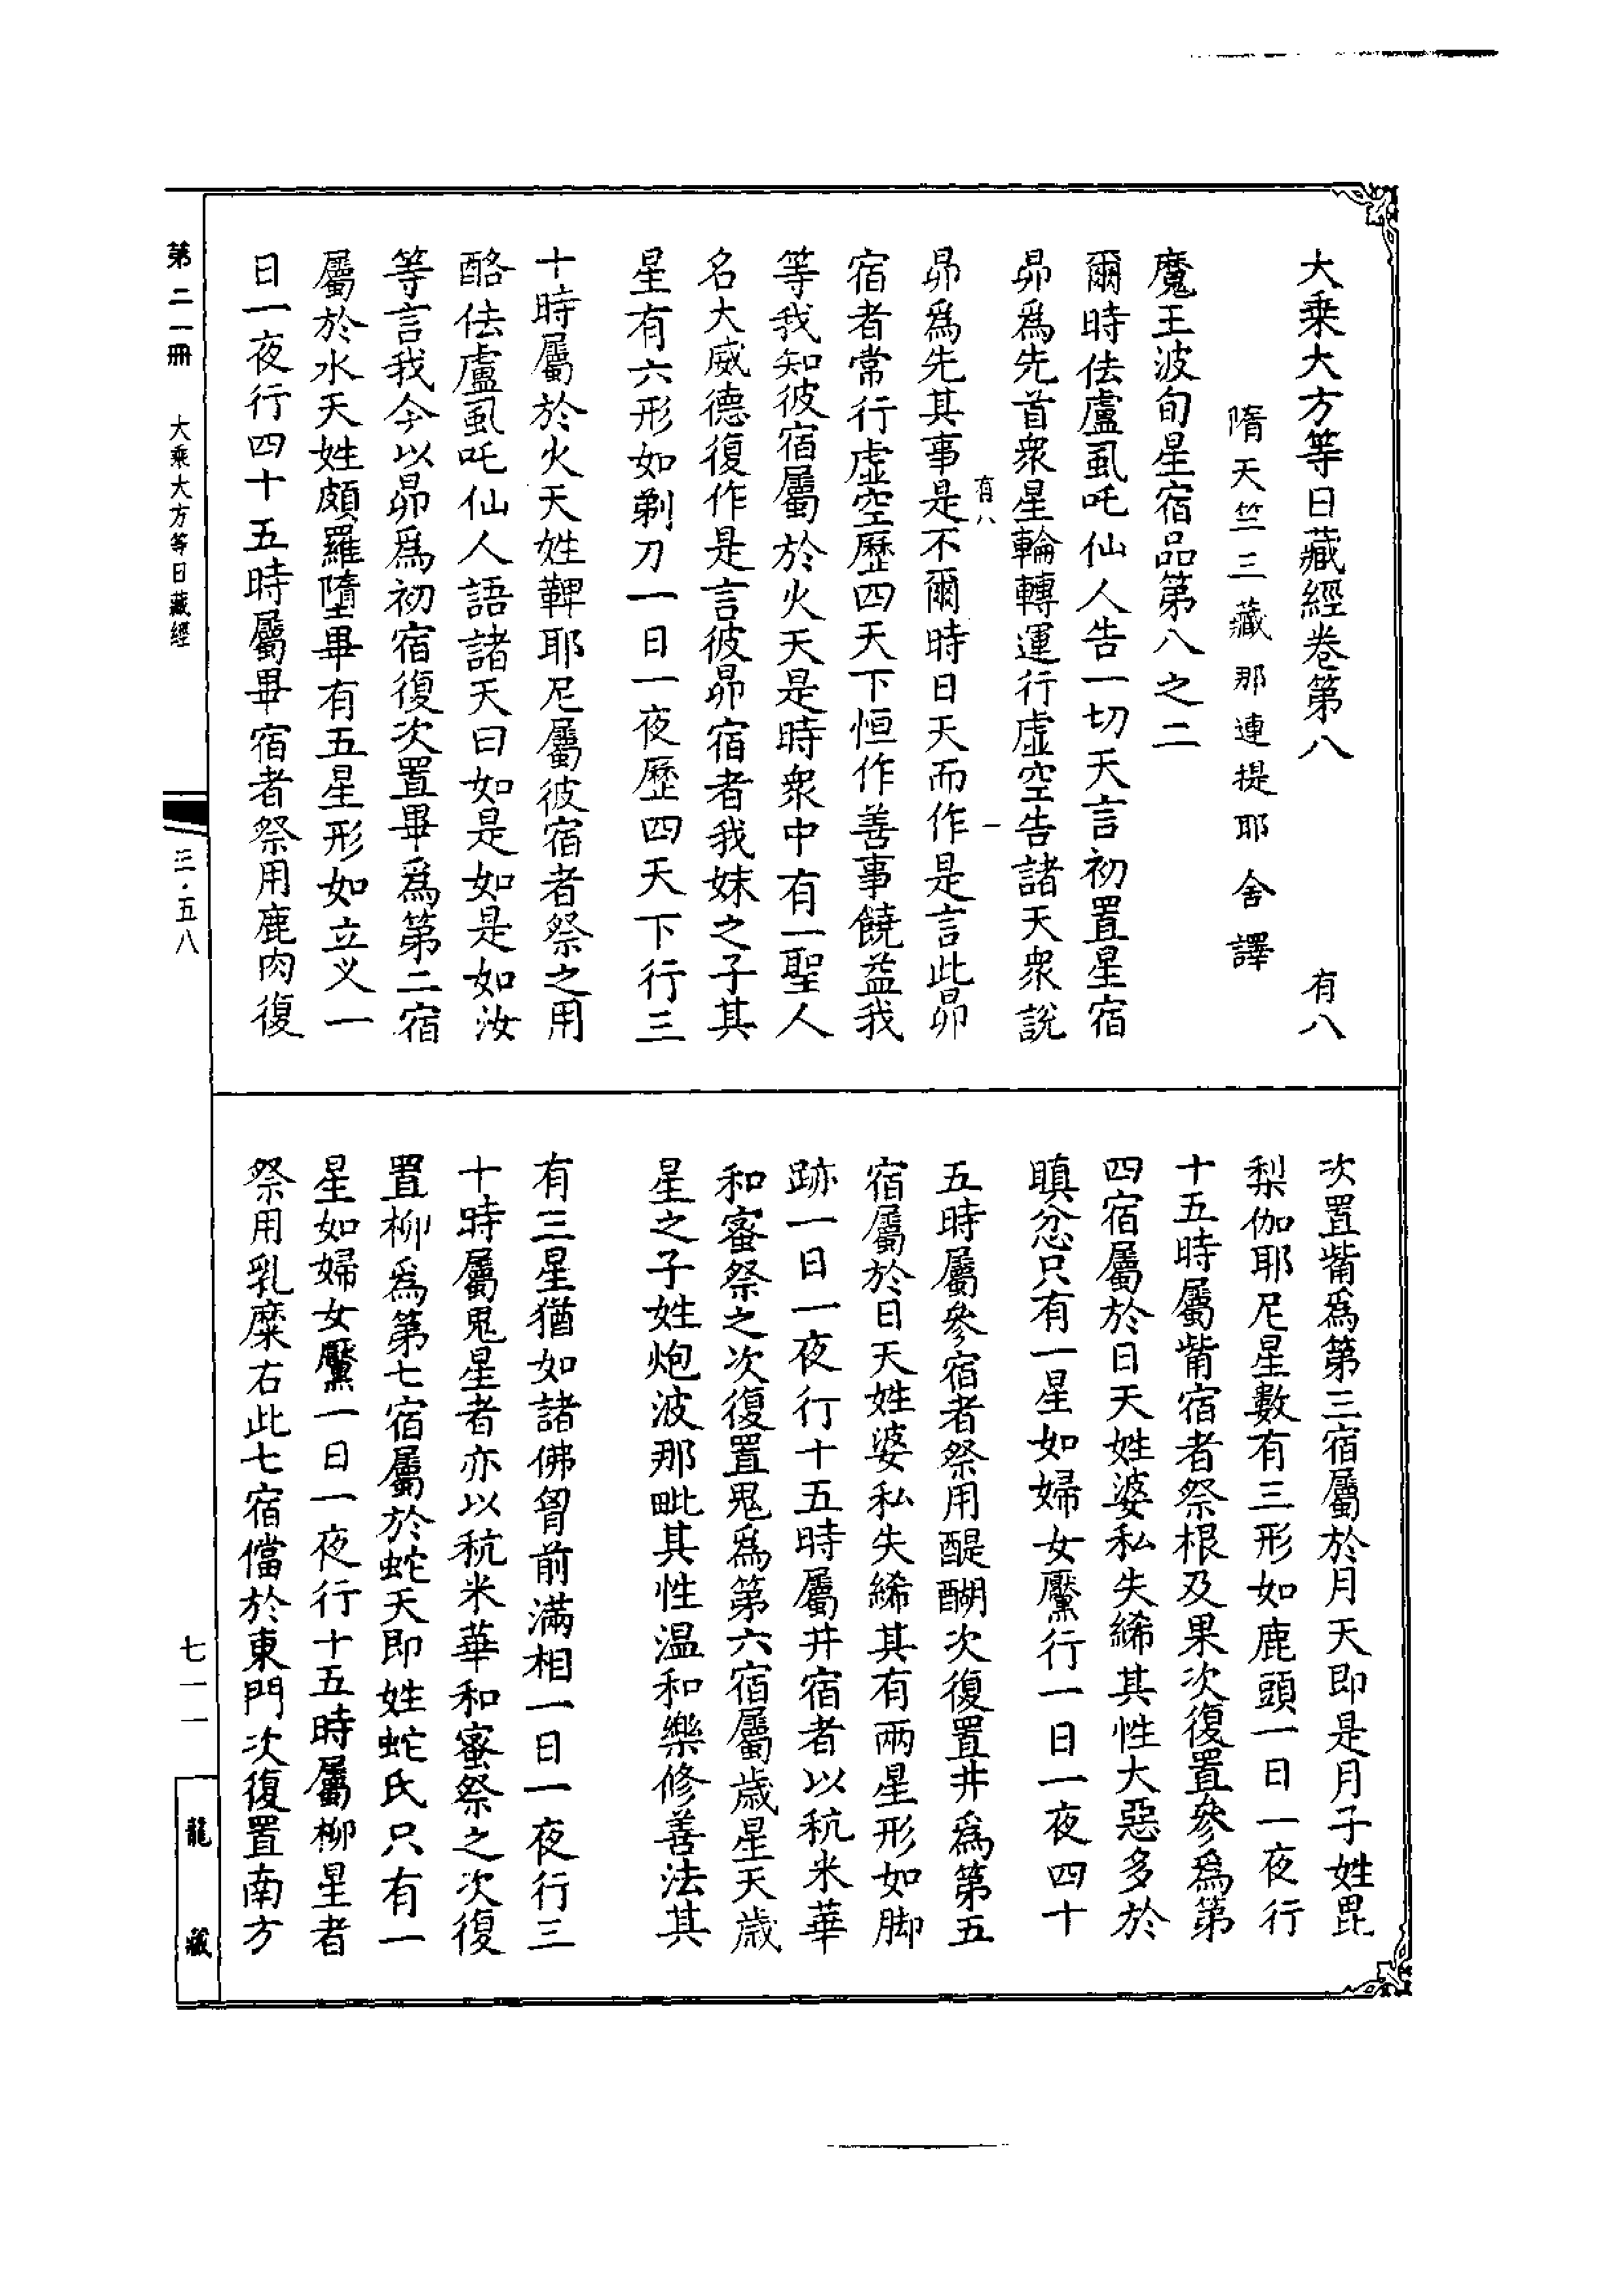 大乘大方等日藏經卷第八 有八
隋天竺三藏那連提耶舍譯
魔王波旬星宿品第八之二
爾時佉盧虱吒仙人告一切天言初置星宿
昴爲先首衆星輪轉運行虛空告諸天衆說
有八 一
昴爲先其事是不爾時日天而作是言此昴
宿者常行虛空歷四天下恒作善事饒益我
等我知彼宿屬於火天是時衆中有一聖人
名大威德復作是言彼昴宿者我妹之子其
星有六形如剃刀一日一夜歷四天下行三
十時屬於火天姓鞞耶尼屬彼宿者祭之用
酪佉盧虱吒仙人語諸天曰如是如是如汝
等言我今以昴爲初宿復次置畢爲第二宿
屬於水天姓頗羅墮畢有五星形如立义一
日一夜行四十五時屬畢宿者祭用鹿肉復
次置觜爲第三宿屬於月天即是月子姓毘
梨伽耶尼星數有三形如鹿頭一日一夜行
十五時屬觜宿者祭根及果次復置參爲第
四宿屬於日天姓婆私失絺其性大惡多於
瞋忿只有一星如婦女黶行一日一夜四十
五時屬參宿者祭用醍醐次復置井爲第五
宿屬於日天姓婆私失絺其有兩星形如脚
跡一日一夜行十五時屬井宿者以秔米華
和蜜祭之次復置鬼爲第六宿屬歲星天歲
星之子姓炮波那毗其性温和樂修善法其
有三星猶如諸佛胷前滿相一日一夜行三
十時屬鬼星者亦以秔米華和蜜祭之次復
置柳爲第七宿屬於蛇天即姓蛇氏只有一
星如婦女黶一日一夜行十五時屬柳星者
祭用乳糜右此七宿當於東門次復置南方
第二一冊 大乘大方等日藏經 三·五八
七一一 龍藏